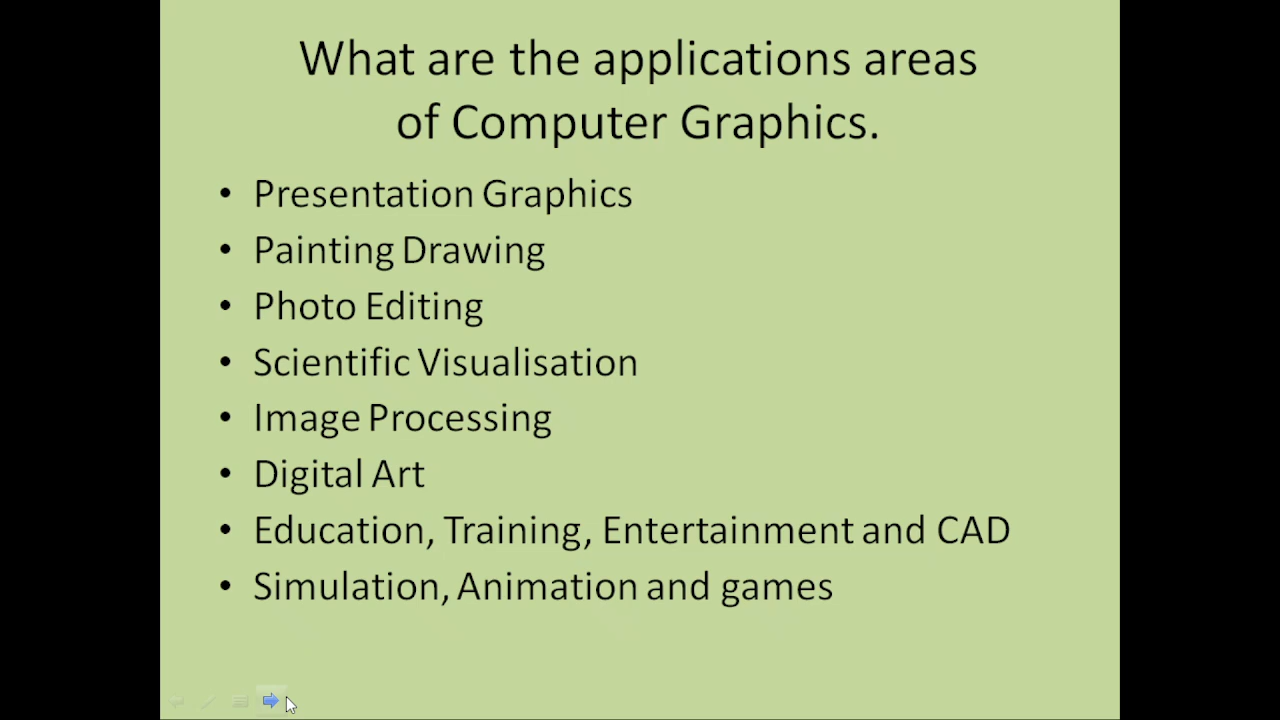 What are the applications areas
of Computer Graphics.
• Presentation Graphics
• Painting Drawing
• Photo Editing
• Scientific Visualisation
• Image Processing
• Digital Art
• Education, Training, Entertainment and CAD
• Simulation, Animation and games